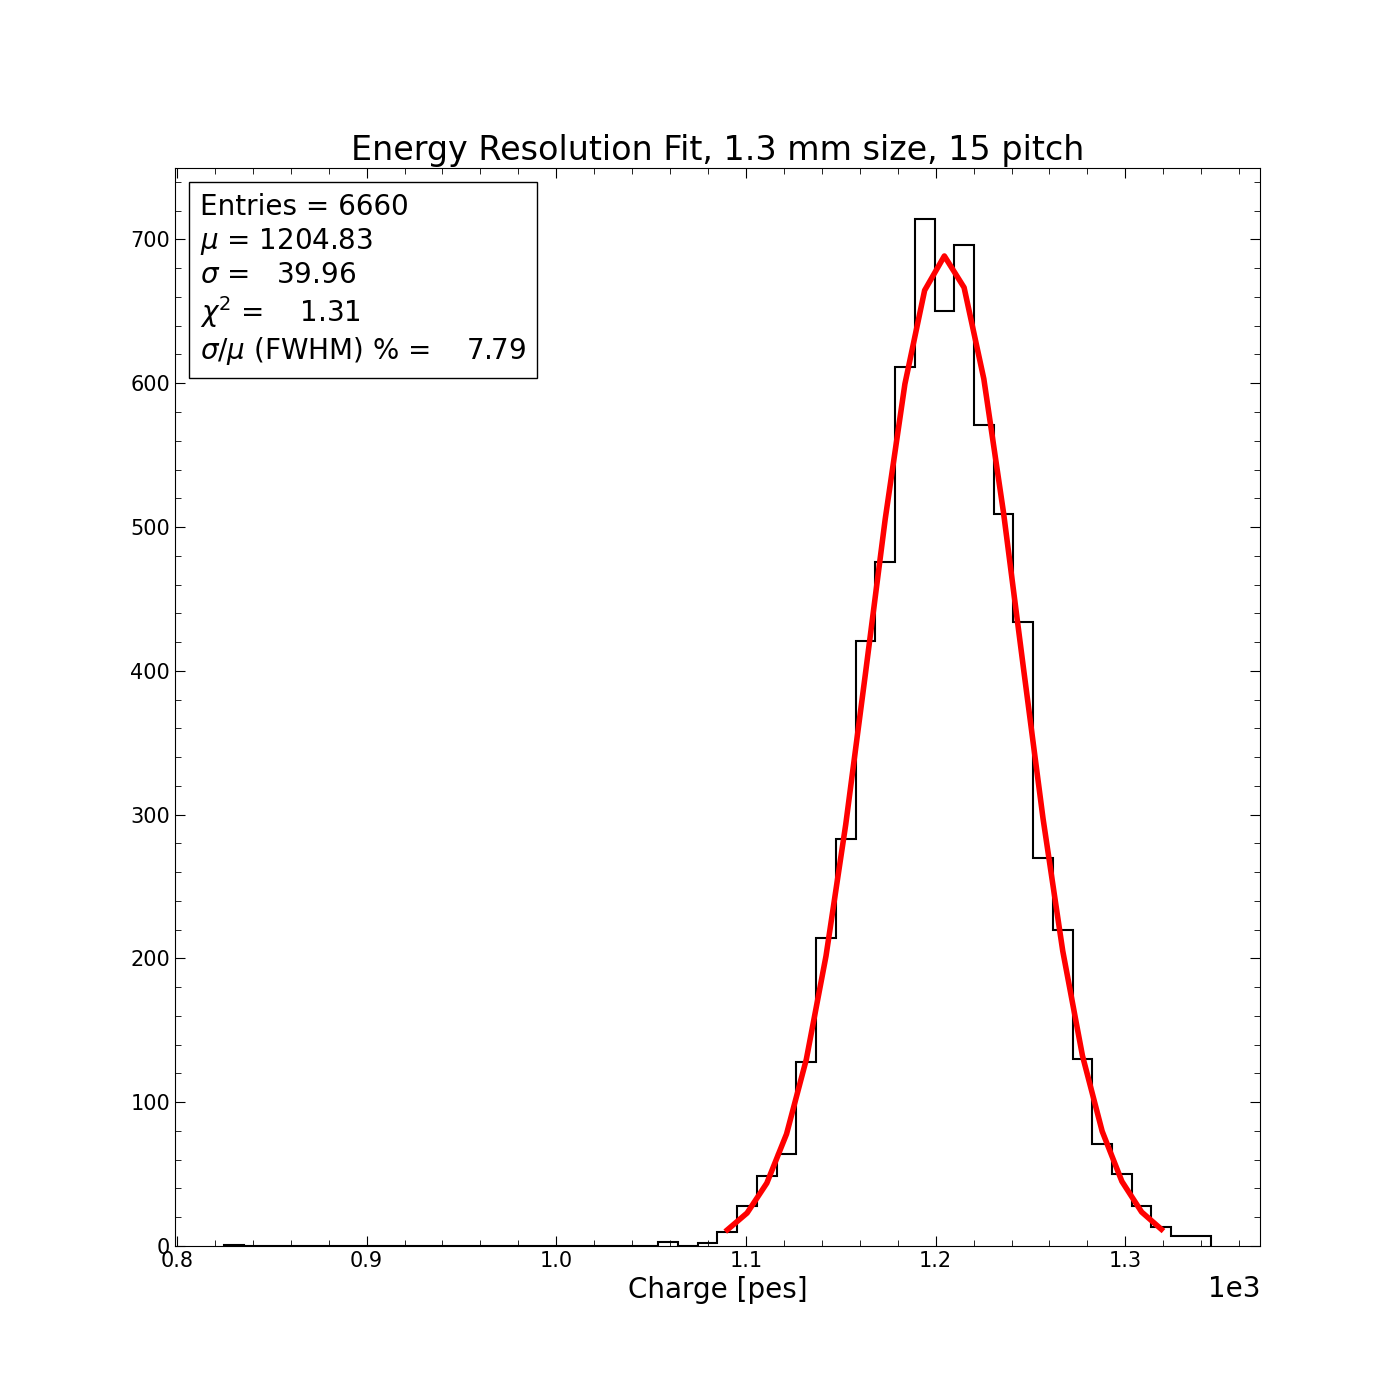 Energy Resolution Fit, 1.3 mm size, 15 pitch
Entries = 6660
μ = 1204.83
σ = 39.96
χ² = 1.31
σ/μ (FWHM) % = 7.79
700
600
500
400
300
200
100
0
0.8 0.9 1.0 1.1 1.2 1.3
Charge [pes]
1e3